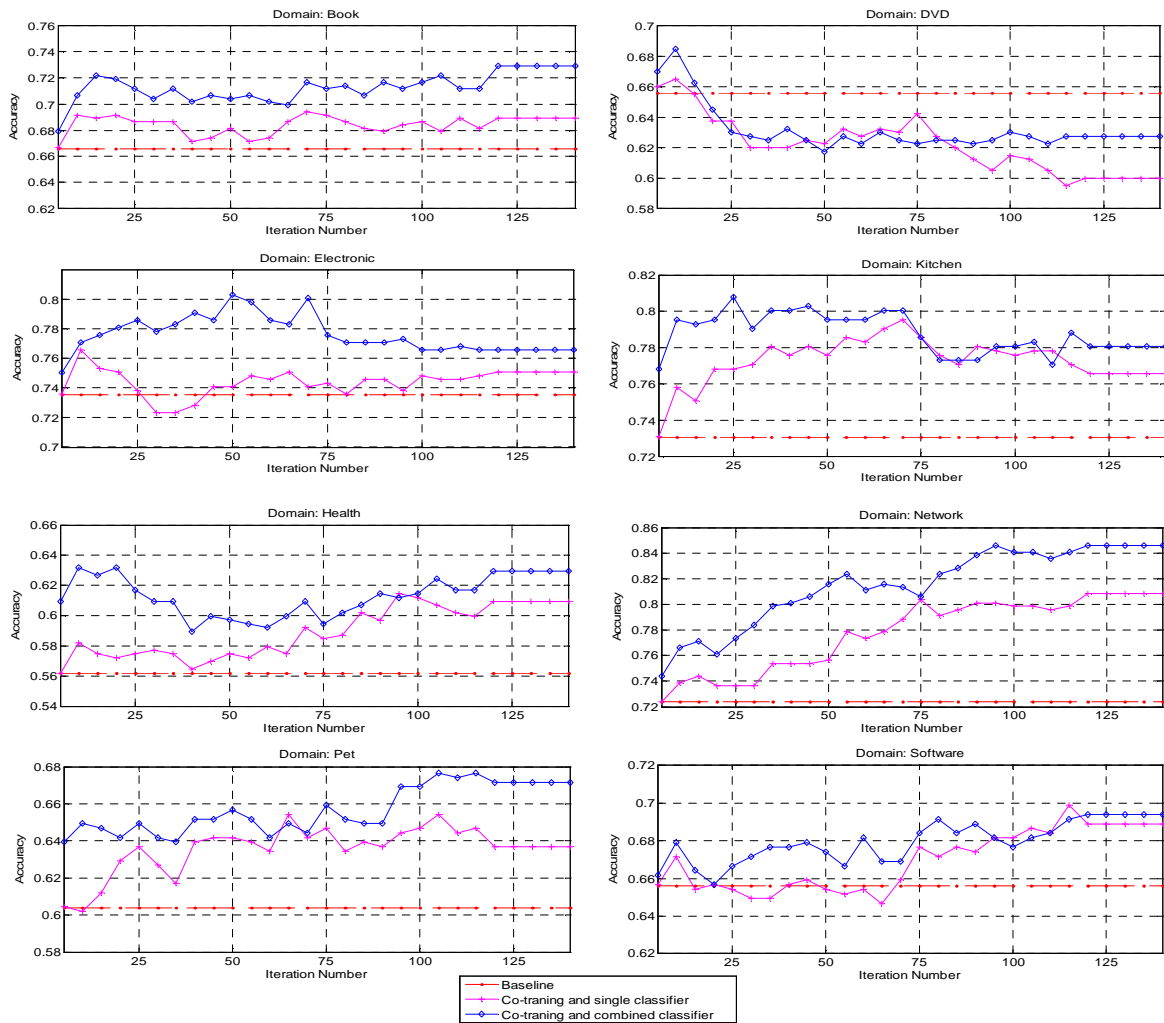 Domain: Book
0.76
0.74
0.72
0.7
0.68
0.66
0.64
0.62
Accuracy
25 50 75 100 125
Iteration Number
Domain: DVD
0.7
0.68
0.66
0.64
0.62
0.6
0.58
Accuracy
25 50 75 100 125
Iteration Number
Domain: Electronic
0.8
0.78
0.76
0.74
0.72
0.7
Accuracy
25 50 75 100 125
Iteration Number
Domain: Kitchen
0.82
0.8
0.78
0.76
0.74
0.72
Accuracy
25 50 75 100 125
Iteration Number
Domain: Health
0.66
0.64
0.62
0.6
0.58
0.56
0.54
Accuracy
25 50 75 100 125
Iteration Number
Domain: Network
0.86
0.84
0.82
0.8
0.78
0.76
0.74
0.72
Accuracy
25 50 75 100 125
Iteration Number
Domain: Pet
0.68
0.66
0.64
0.62
0.6
0.58
Accuracy
25 50 75 100 125
Iteration Number
Domain: Software
0.72
0.7
0.68
0.66
0.64
0.62
Accuracy
25 50 75 100 125
Iteration Number
Baseline
Co-traning and single classifier
Co-traning and combined classifier